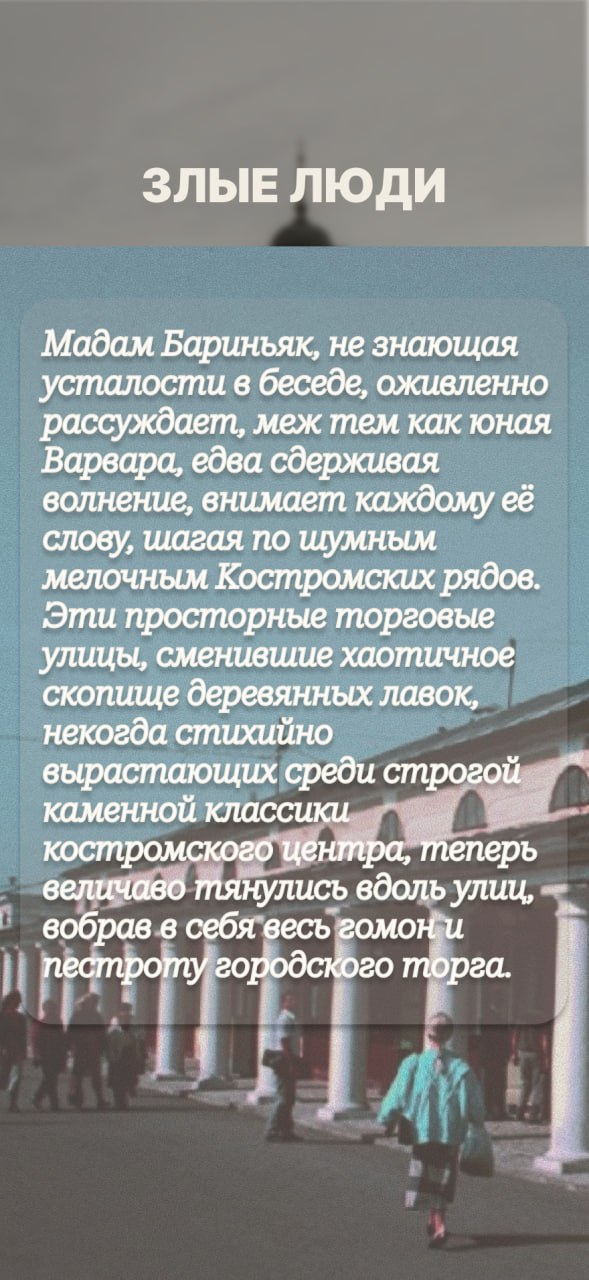 ЗЛЫЕ ЛЮДИ
Мадам Bариньяк, не знающая
усталости в беседе, оживленно
рассуждает, меж тем как юная
Варвара, едва сдерживая
волнение, внимает каждому её
слову, шагая по шумным
мелочным Костромских рядов.
Эти просторные торговые
улицы, сменившие хаотичное
скопище деревянных лавок,
некогда стихийно
вырастающих среди строгой
каменной классики
костромского центра, теперь
величаво тянулись вдоль улиц,
вобрав в себя весь гомон и
пестроту городского торга.